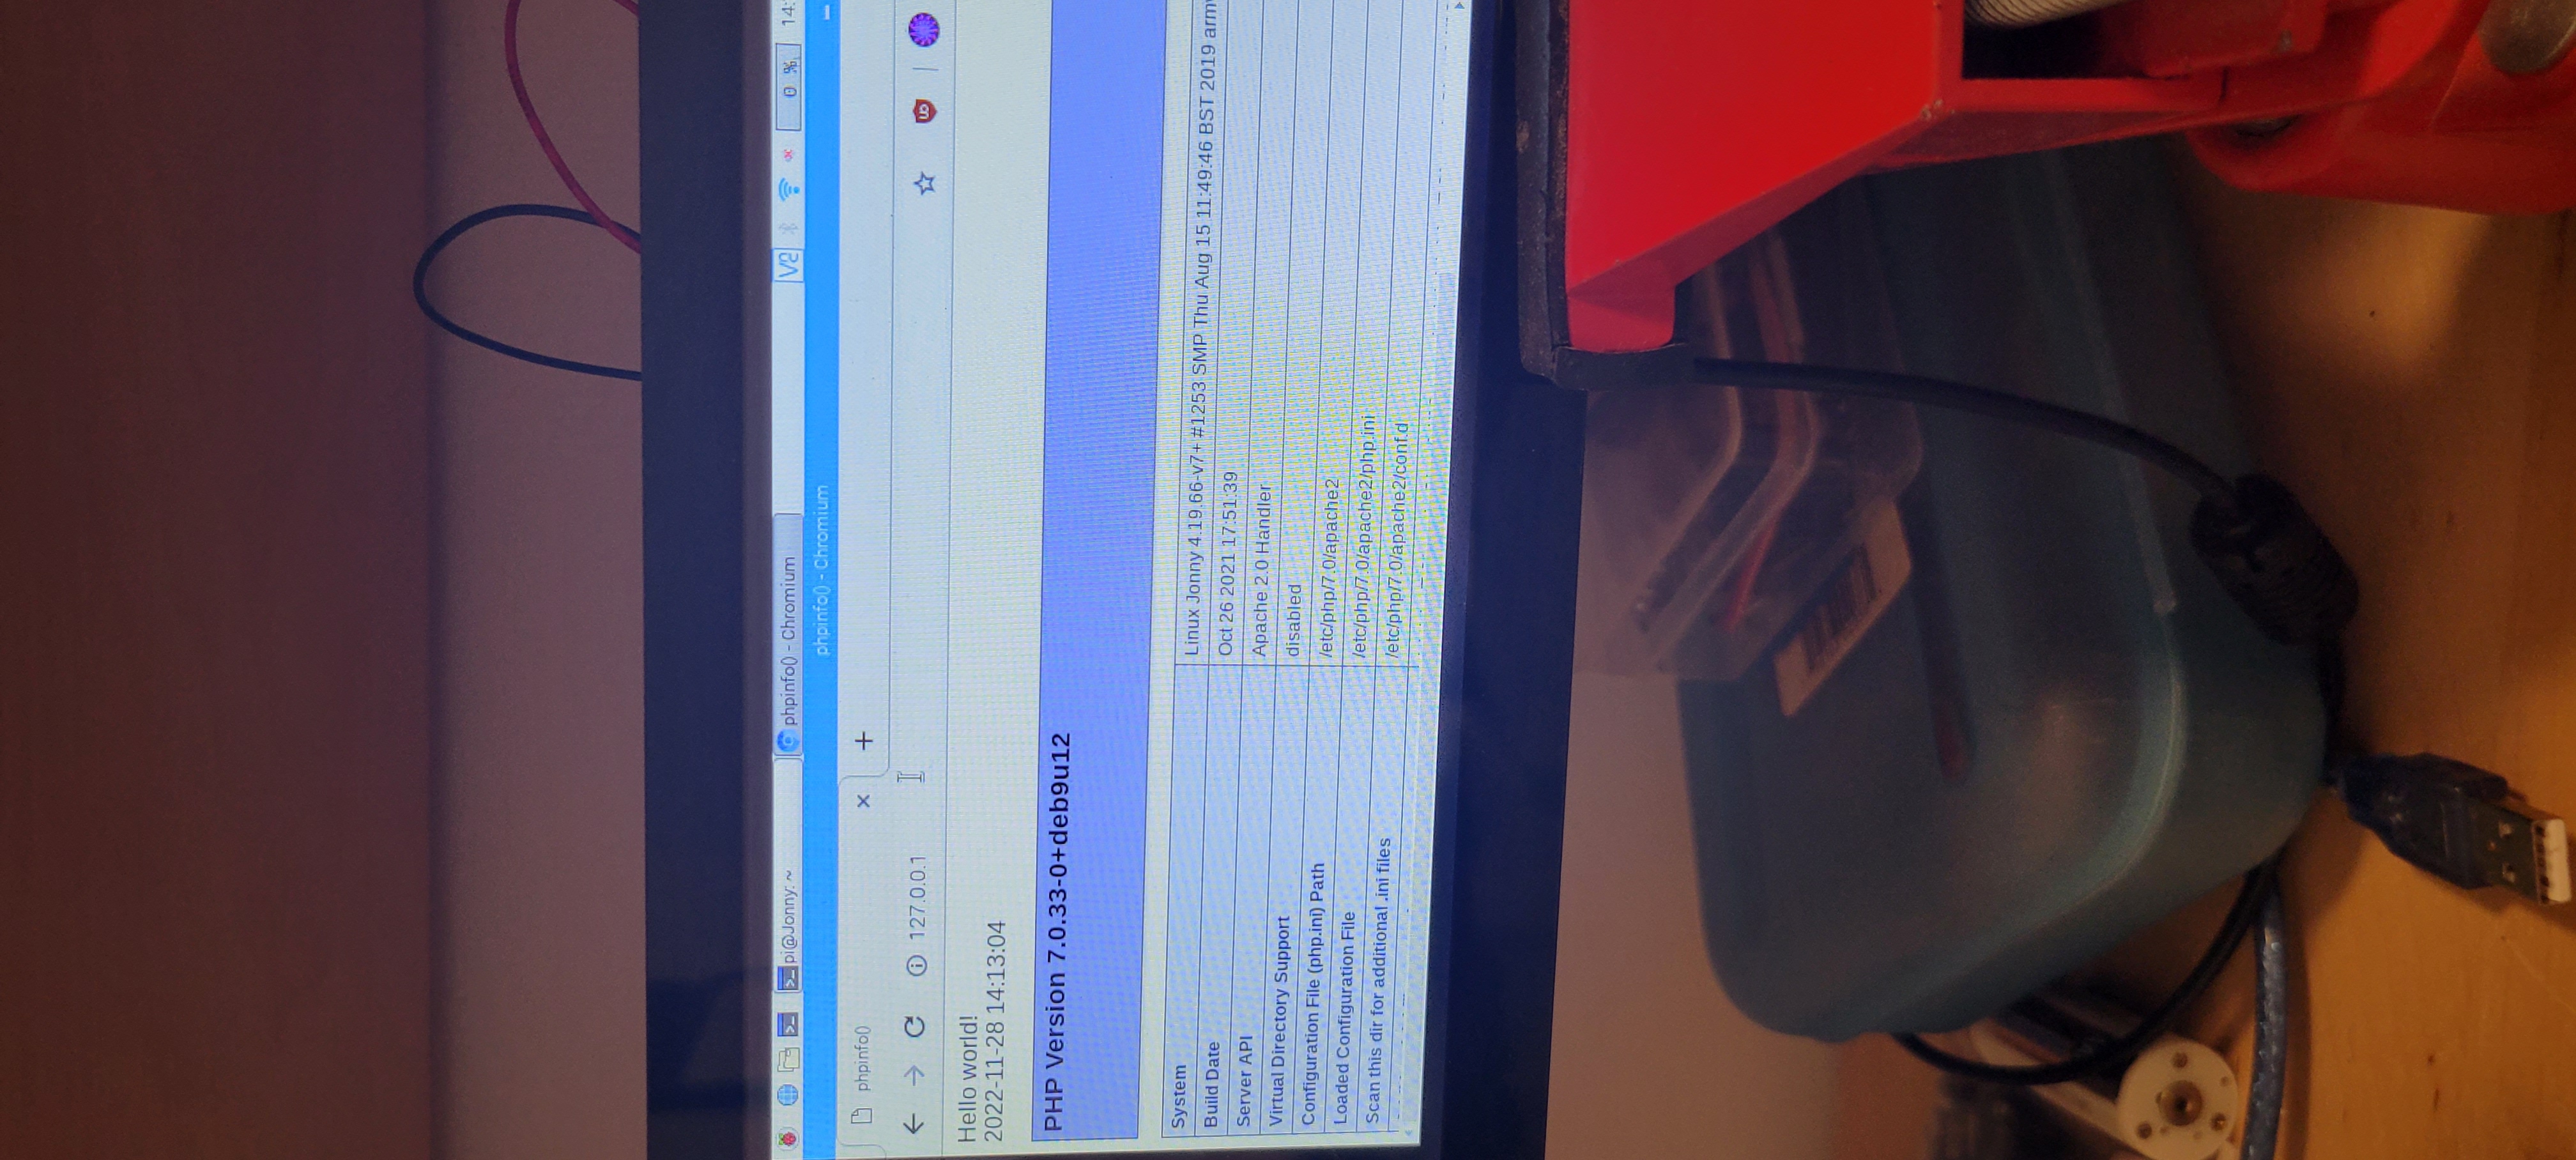 pi@Jonny: ~
phpinfo() - Chromium
V2
0 %
14:
phpinfo() - Chromium
phpinfo()
127.0.0.1
Hello world!
2022-11-28 14:13:04
PHP Version 7.0.33-0+deb9u12
System Linux Jonny 4.19.66-v7+ #1253 SMP Thu Aug 15 11:49:46 BST 2019
Build Date Oct 26 2021 17:51:39
Server API Apache 2.0 Handler
Virtual Directory Support disabled
Configuration File (php.ini) Path /etc/php/7.0/apache2
Loaded Configuration File /etc/php/7.0/apache2/php.ini
Scan this dir for additional .ini files /etc/php/7.0/apache2/conf.d